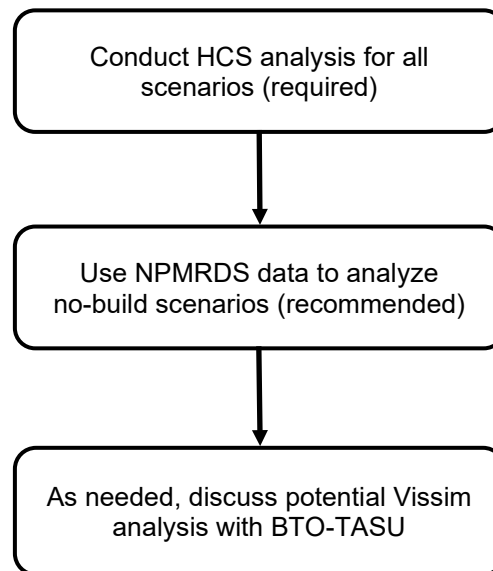 Conduct HCS analysis for all
scenarios (required)
Use NPMRDS data to analyze
no-build scenarios (recommended)
As needed, discuss potential Vissim
analysis with BTO-TASU